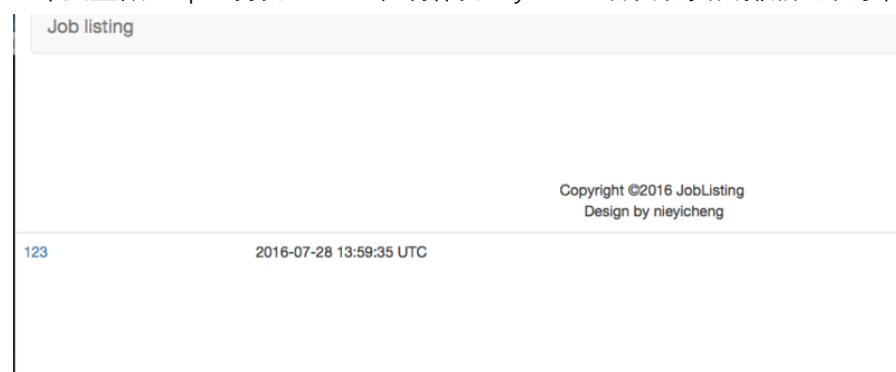 Job listing
Copyright ©2016 JobListing
Design by nieyicheng
123
2016-07-28 13:59:35 UTC